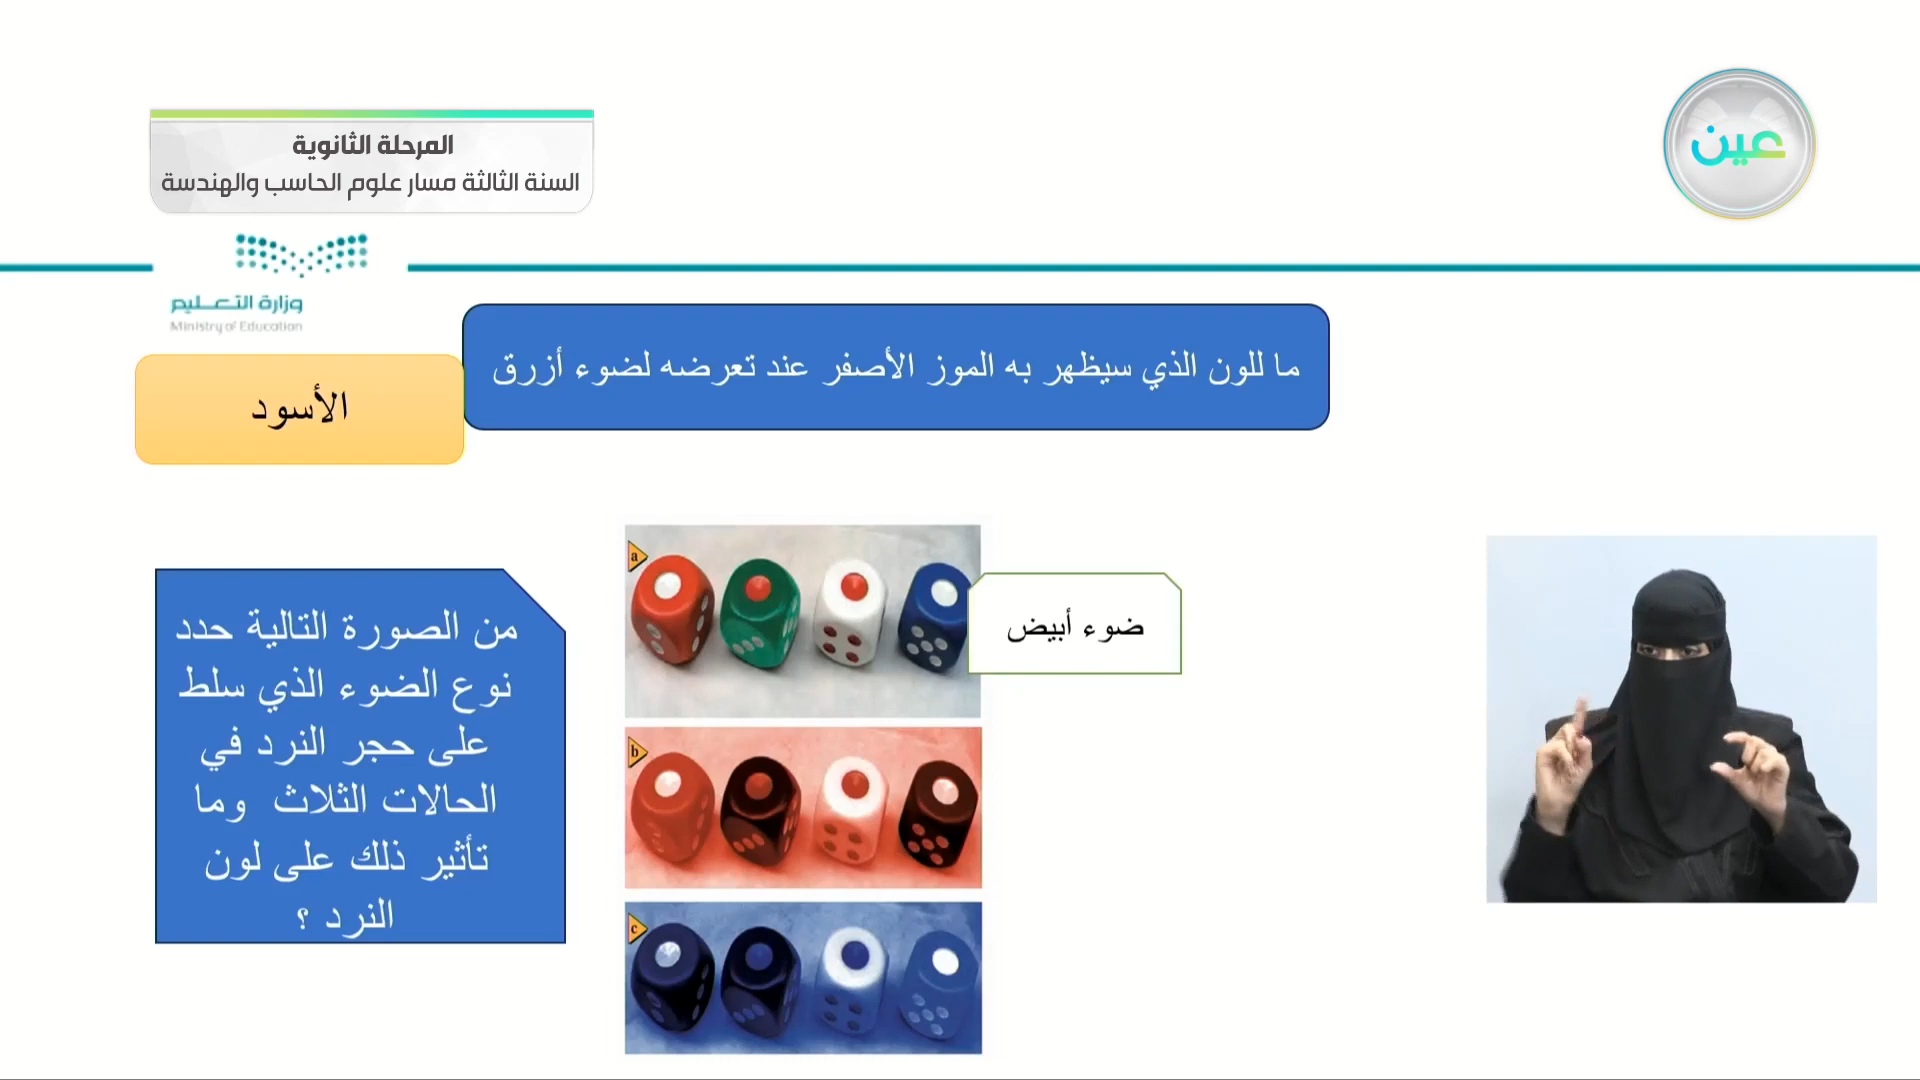 المرحلة الثانوية
السنة الثالثة مسار علوم الحاسب والهندسة
عين
وزارة التعليم
Ministry of Education
ما للون الذي سيظهر به الموز الأصفر عند تعرضه لضوء أزرق
الأسود
من الصورة التالية حدد
نوع الضوء الذي سلط
على حجر النرد في
الحالات الثلاث وما
تأثير ذلك على لون
النرد ؟
a
ضوء أبيض
b
c